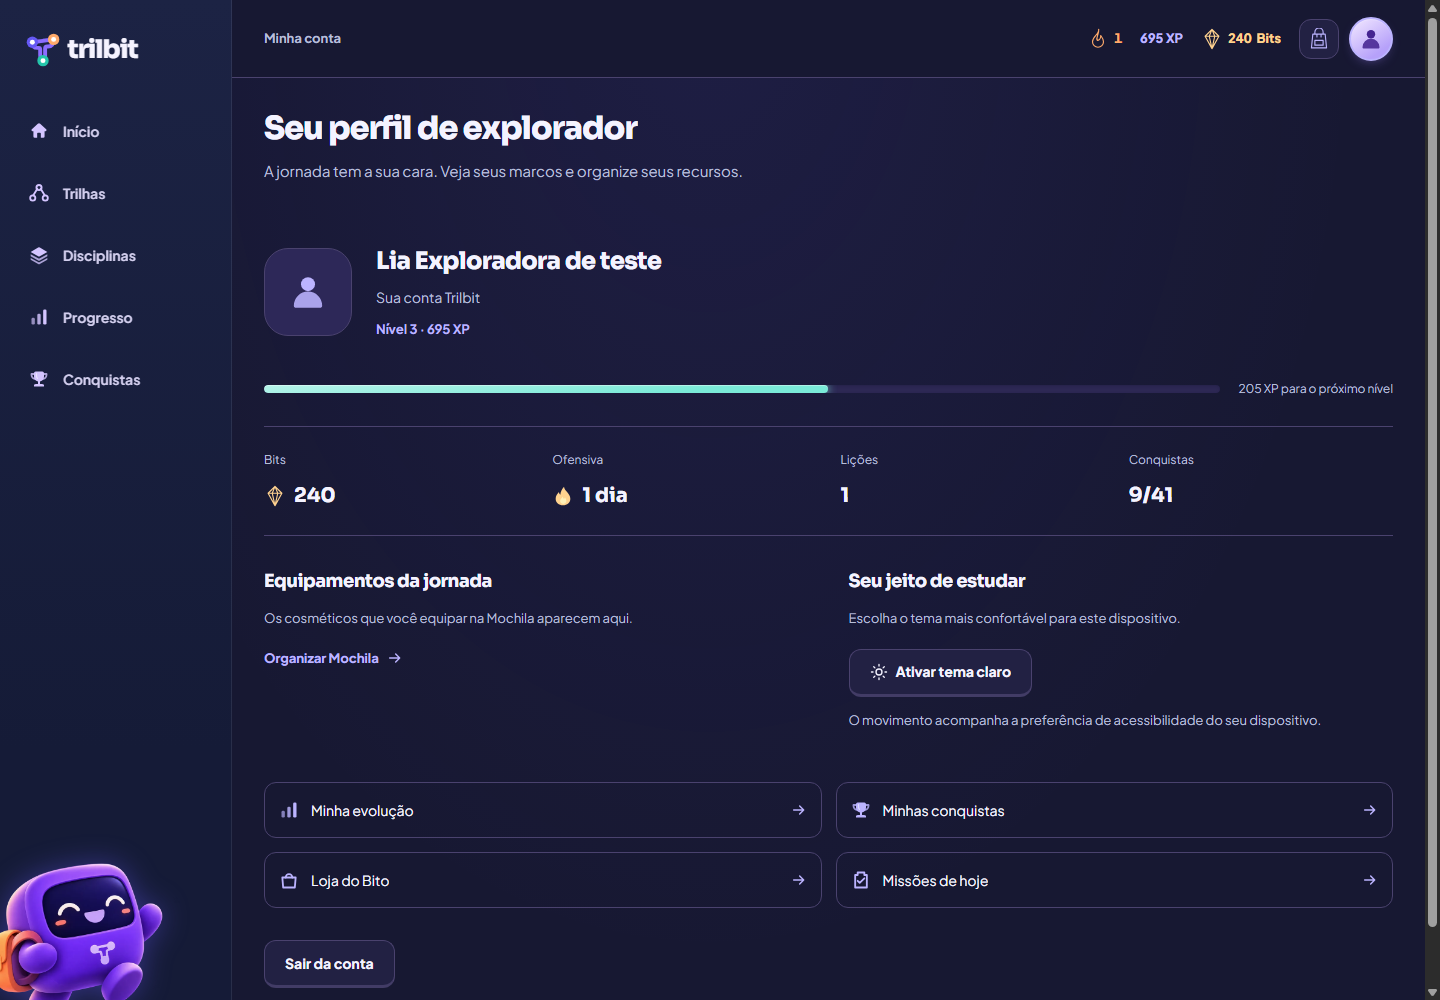 trilbit
Início
Trilhas
Disciplinas
Progresso
Conquistas
Minha conta
1
695 XP
240 Bits
Seu perfil de explorador
A jornada tem a sua cara. Veja seus marcos e organize seus recursos.
Lia Exploradora de teste
Sua conta Trilbit
Nível 3 · 695 XP
205 XP para o próximo nível
Bits
240
Ofensiva
1 dia
Lições
1
Conquistas
9/41
Equipamentos da jornada
Os cosméticos que você equipar na Mochila aparecem aqui.
Organizar Mochila
Seu jeito de estudar
Escolha o tema mais confortável para este dispositivo.
Ativar tema claro
O movimento acompanha a preferência de acessibilidade do seu dispositivo.
Minha evolução
Minhas conquistas
Loja do Bito
Missões de hoje
Sair da conta